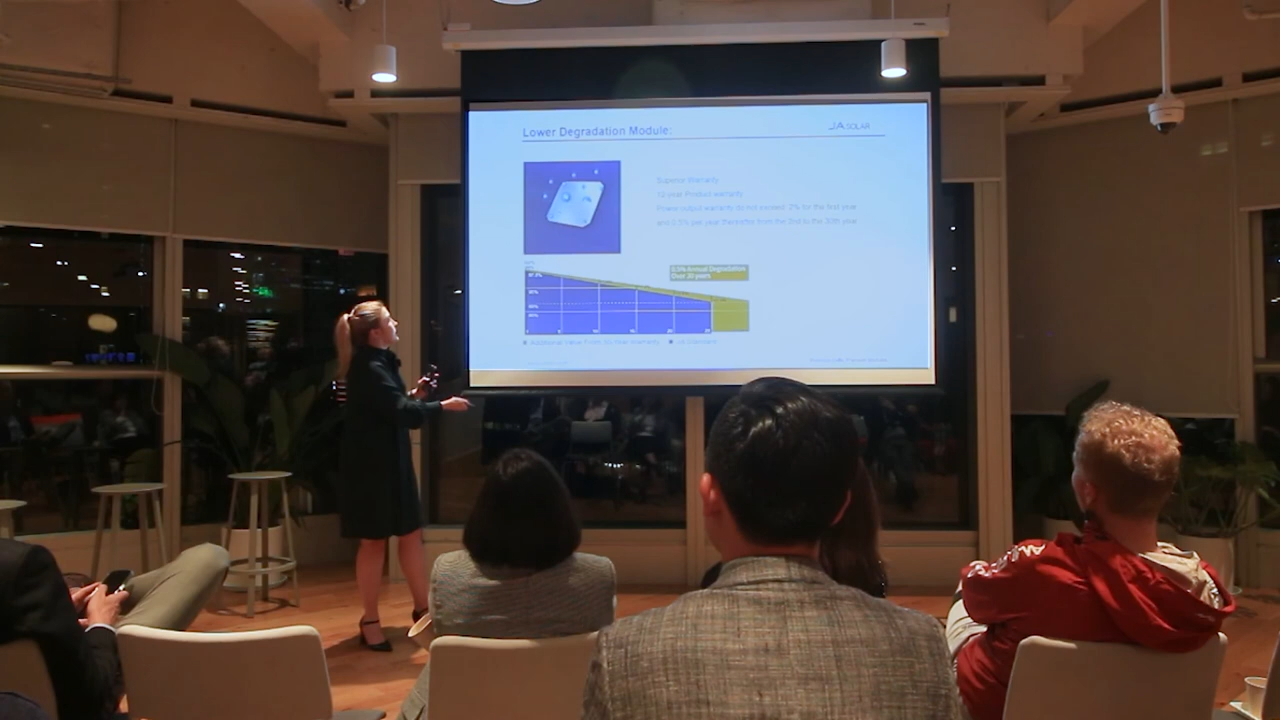 Lower Degradation Module:
JA SOLAR
Superior Warranty
12-year Product warranty
Power output warranty do not exceed 2% for the first year
and 0.5% per year thereafter from the 2nd to the 30th year
0.5% Annual Degradation
Over 30 years
Additional Value From
Year Warranty
Standard